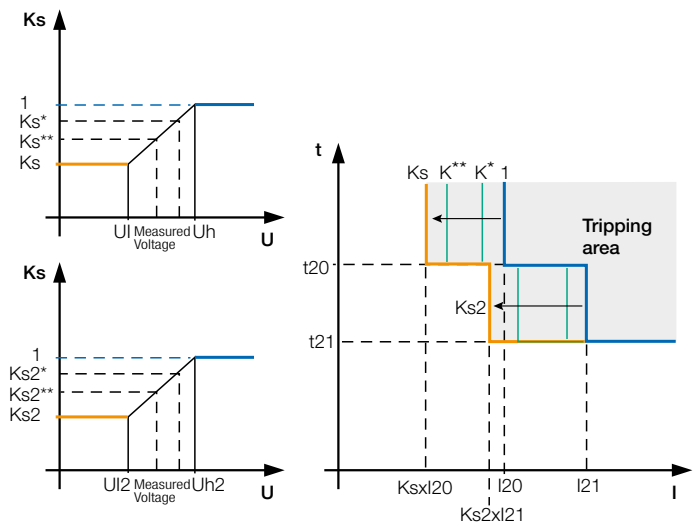 Ks
1
Ks*
Ks**
Ks
Ul
Measured
Voltage
Uh
U
Ks
1
Ks2*
Ks2**
Ks2
Ul2
Measured
Voltage
Uh2
U
t
Ks K** K* 1
Tripping
area
t20
Ks2
t21
KsxI20
I20
I21
I
Ks2xI21